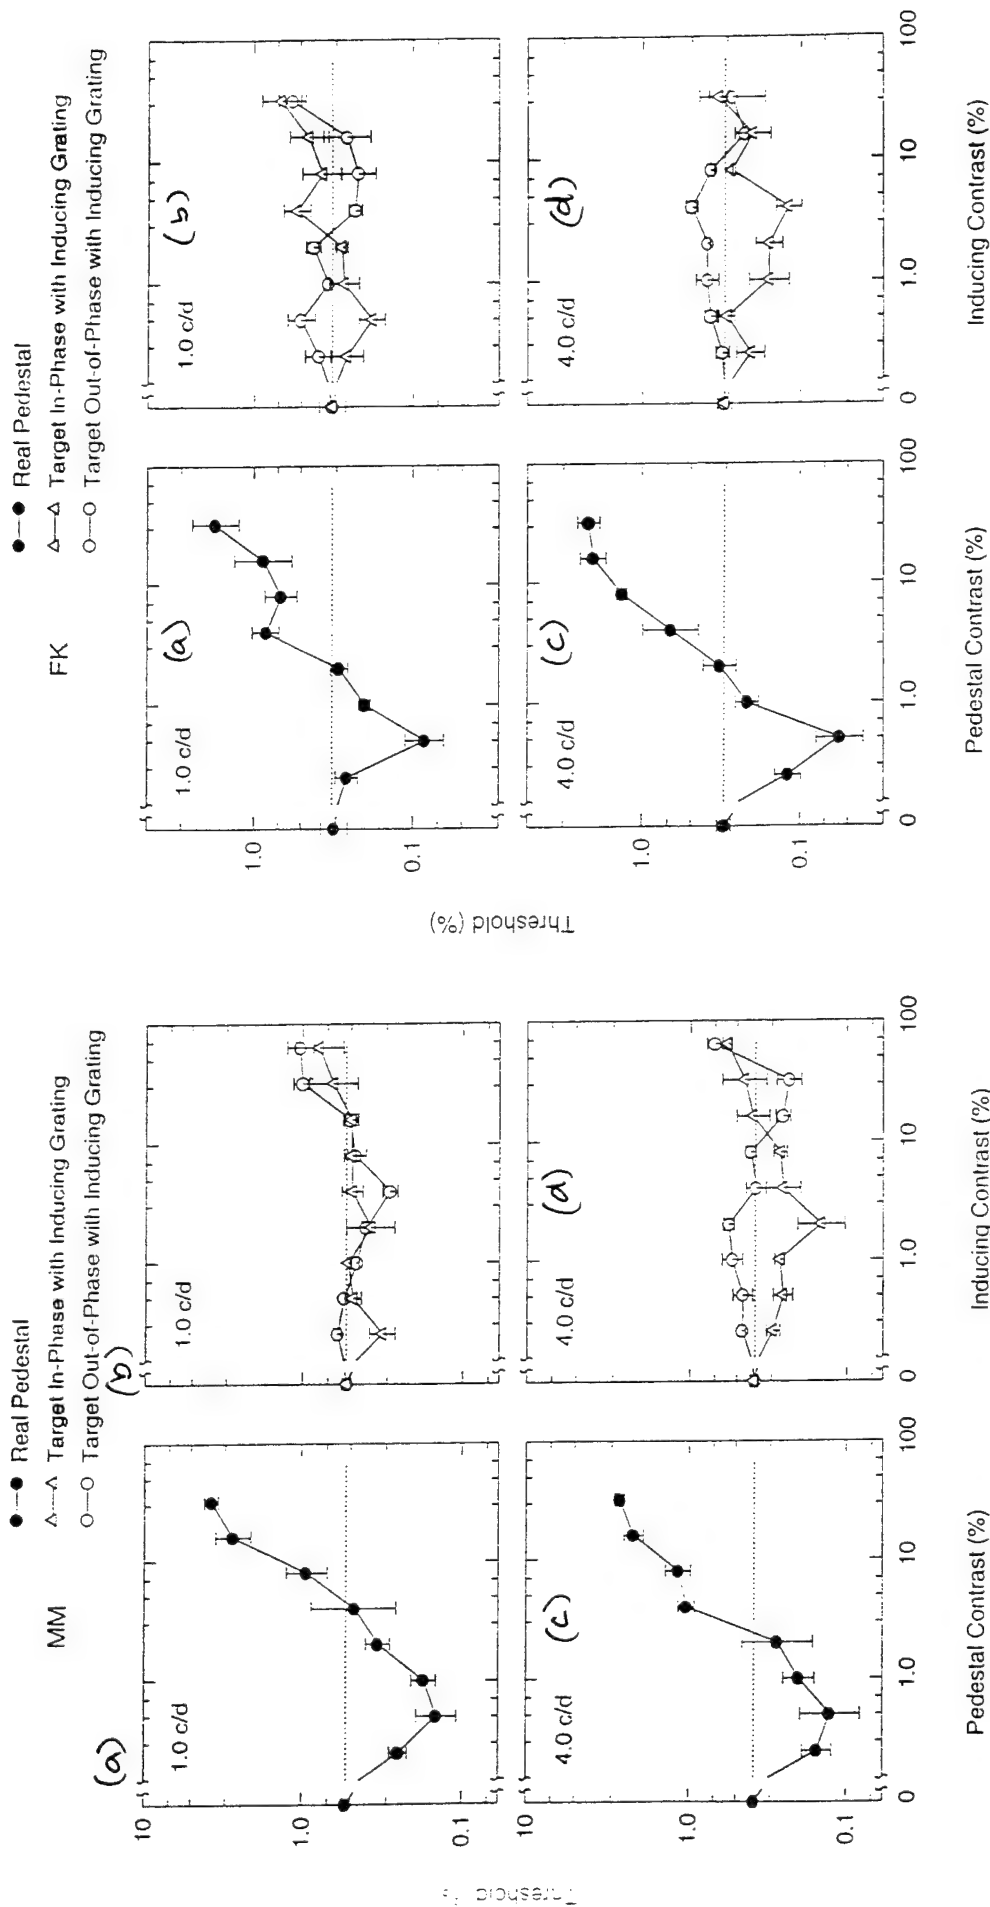 MM
●—● Real Pedestal
△—△ Target In-Phase with Inducing Grating
○—○ Target Out-of-Phase with Inducing Grating
(a)
1.0 c/d
(b)
1.0 c/d
10
1.0
0.1
(c)
4.0 c/d
(d)
4.0 c/d
10
1.0
0.1
Threshold
0 1.0 10 100
0 1.0 10 100
Pedestal Contrast (%)
Inducing Contrast (%)
FK
●—● Real Pedestal
△—△ Target In-Phase with Inducing Grating
○—○ Target Out-of-Phase with Inducing Grating
(a)
1.0 c/d
(b)
1.0 c/d
1.0
0.1
(c)
4.0 c/d
(d)
4.0 c/d
1.0
0.1
Threshold (%)
0 1.0 10 100
0 1.0 10 100
Pedestal Contrast (%)
Inducing Contrast (%)